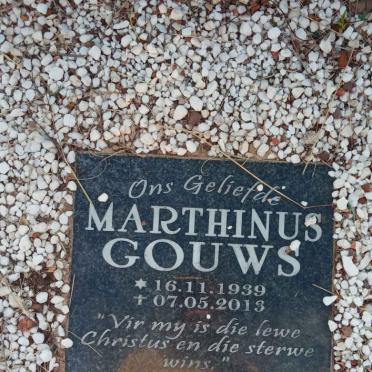 Ons Geliefde
MARTHINUS
GOUWS
* 16.11.1939
† 07.05.2013
"Vir my is die lewe
Christus en die sterwe
wins."